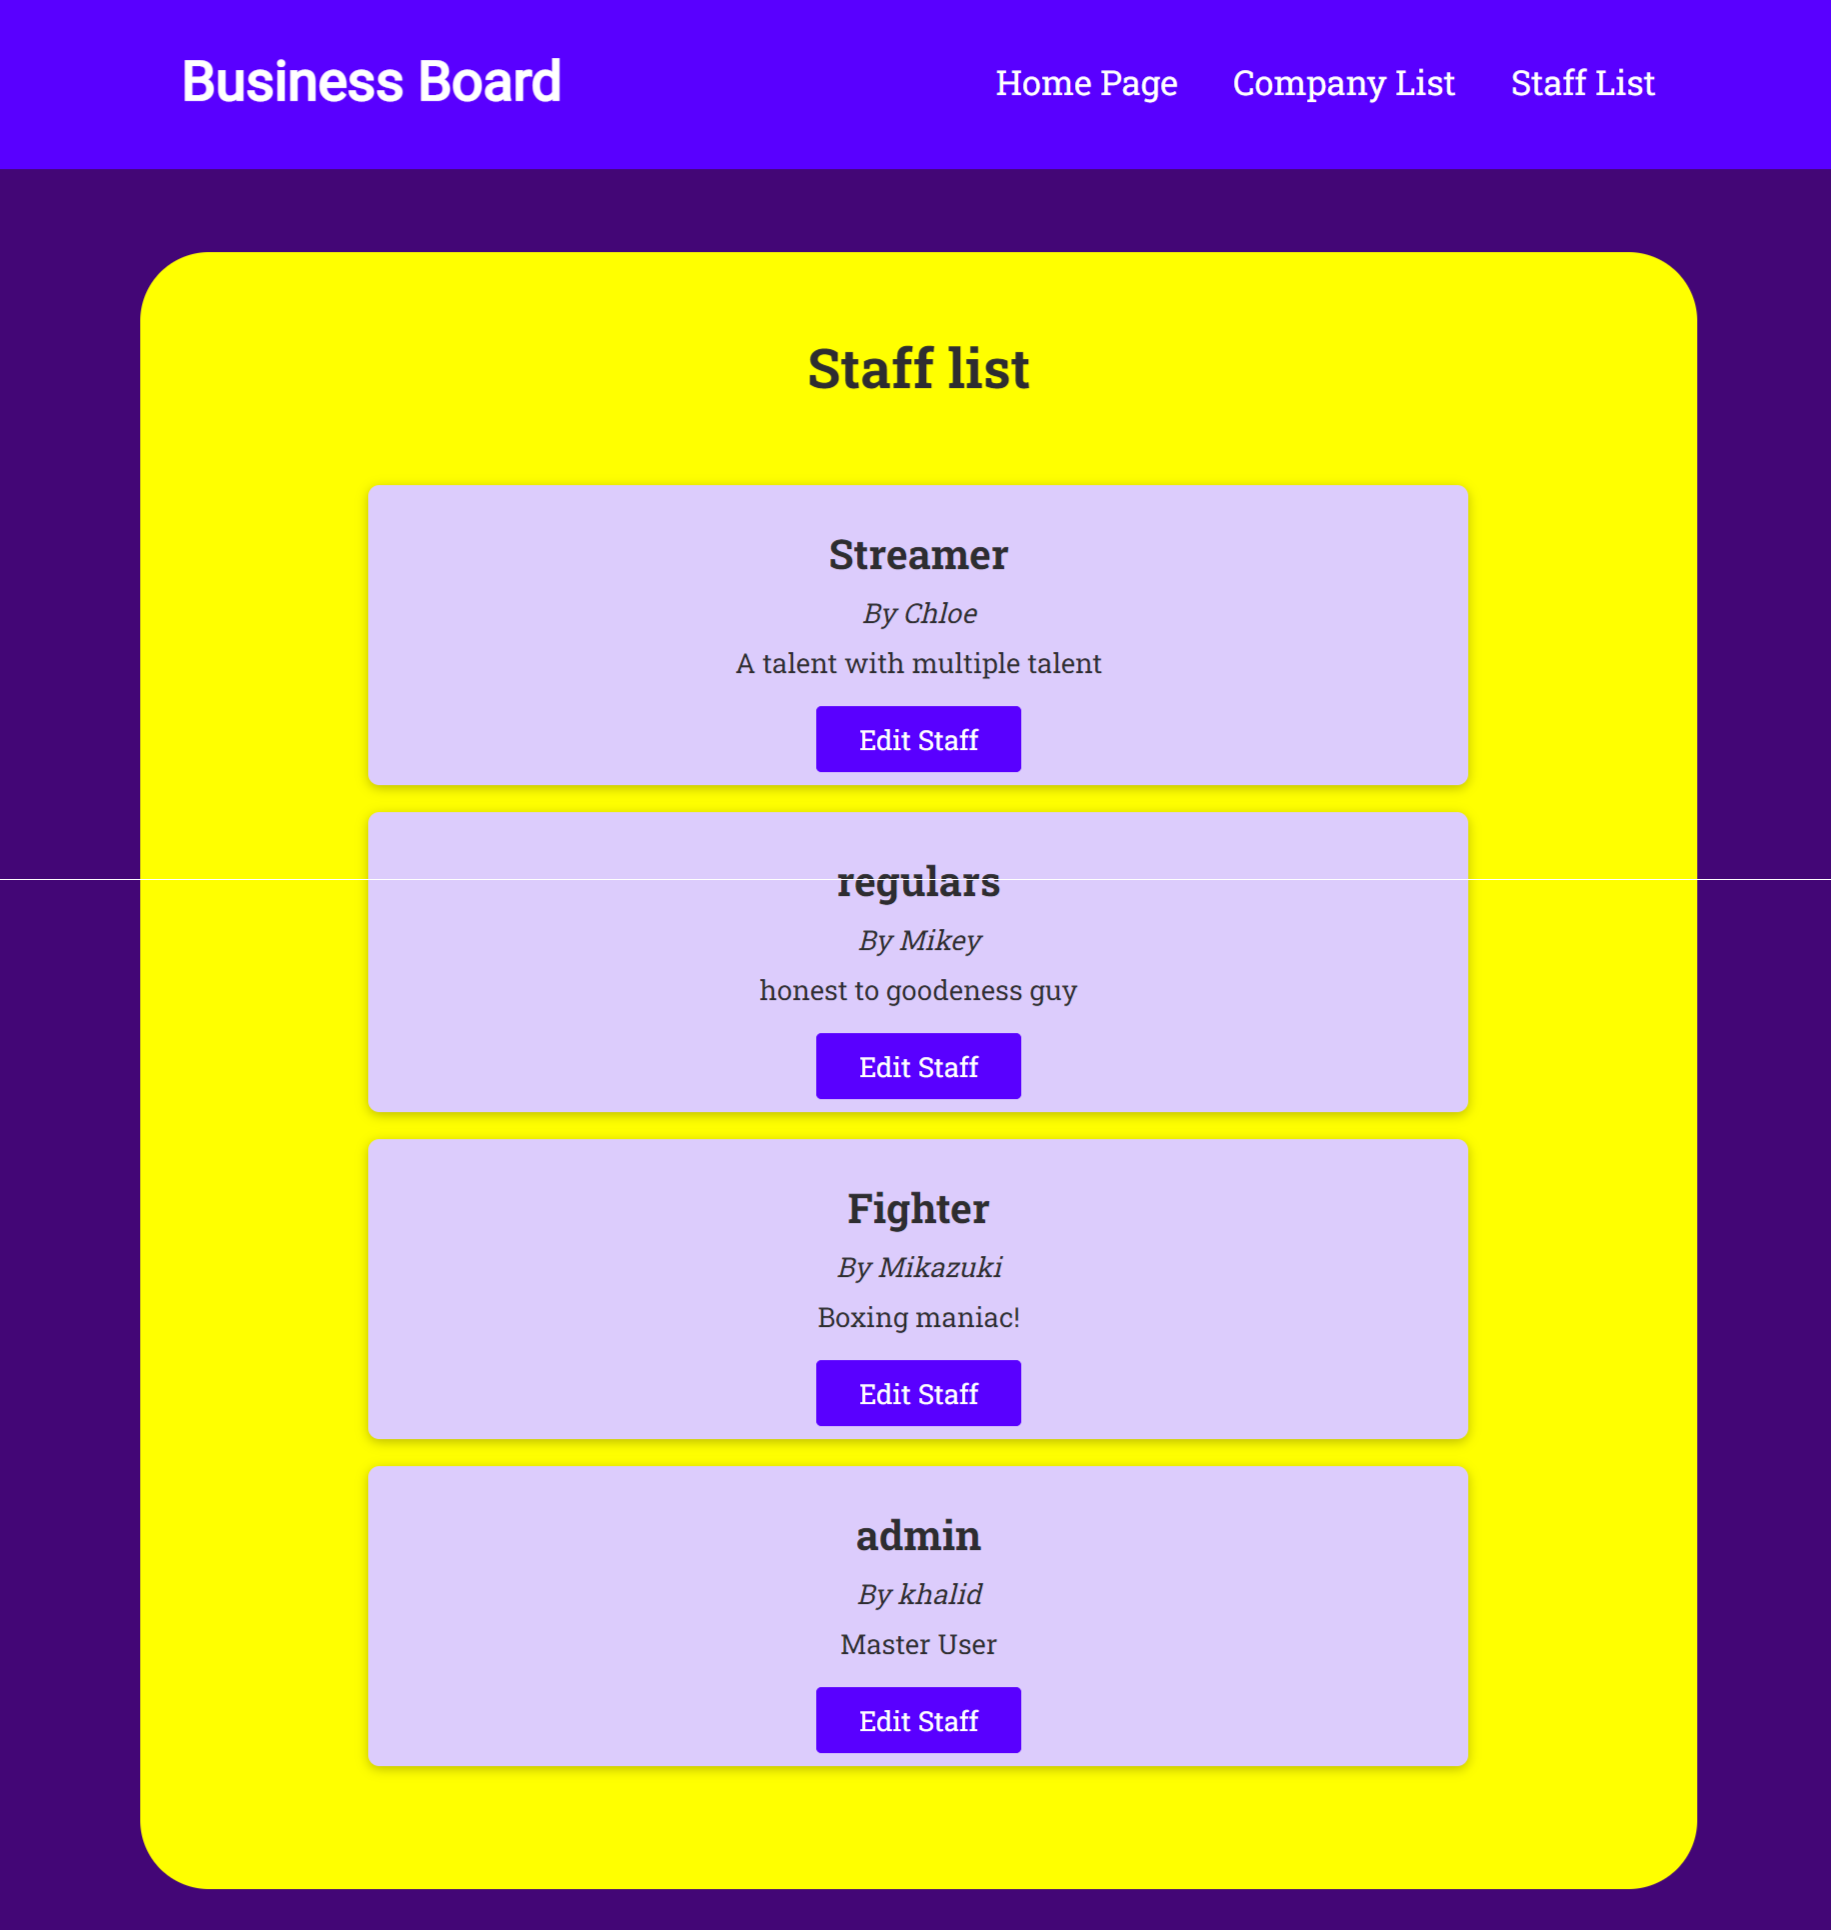 Business Board
Home Page Company List Staff List
Staff list
Streamer
By Chloe
A talent with multiple talent
Edit Staff
regulars
By Mikey
honest to goodeness guy
Edit Staff
Fighter
By Mikazuki
Boxing maniac!
Edit Staff
admin
By khalid
Master User
Edit Staff